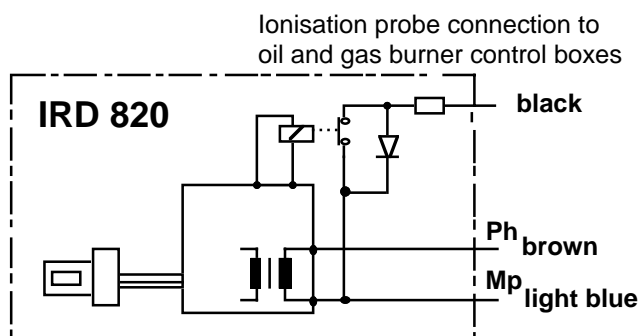 Ionisation probe connection to
oil and gas burner control boxes
IRD 820
black
Ph
brown
Mp
light blue